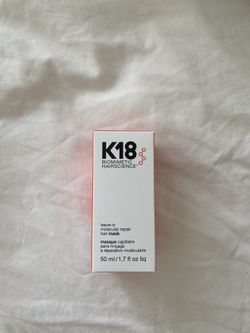 K18
BIOMIMETIC
HAIRSCIENCE
leave-in
molecular repair
hair mask
masque capillaire
sans rinçage
à réparation moléculaire
50 ml/1.7 fl oz liq